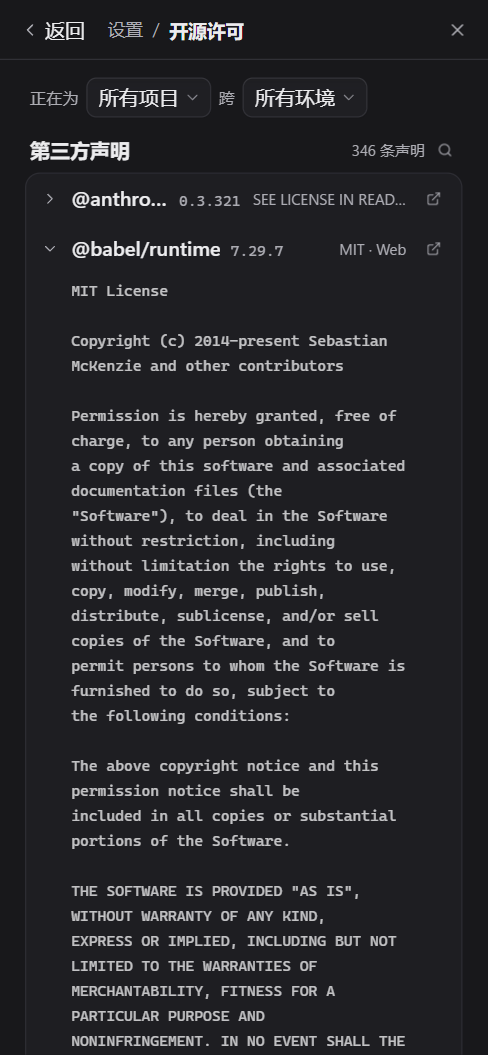 返回 设置 / 开源许可
正在为 所有项目 跨 所有环境
第三方声明 346 条声明
@anthro... 0.3.321 SEE LICENSE IN READ...
@babel/runtime 7.29.7 MIT · Web
MIT License
Copyright (c) 2014-present Sebastian
McKenzie and other contributors
Permission is hereby granted, free of
charge, to any person obtaining
a copy of this software and associated
documentation files (the
"Software"), to deal in the Software
without restriction, including
without limitation the rights to use,
copy, modify, merge, publish,
distribute, sublicense, and/or sell
copies of the Software, and to
permit persons to whom the Software is
furnished to do so, subject to
the following conditions:
The above copyright notice and this
permission notice shall be
included in all copies or substantial
portions of the Software.
THE SOFTWARE IS PROVIDED "AS IS",
WITHOUT WARRANTY OF ANY KIND,
EXPRESS OR IMPLIED, INCLUDING BUT NOT
LIMITED TO THE WARRANTIES OF
MERCHANTABILITY, FITNESS FOR A
PARTICULAR PURPOSE AND
NONINFRINGEMENT. IN NO EVENT SHALL THE